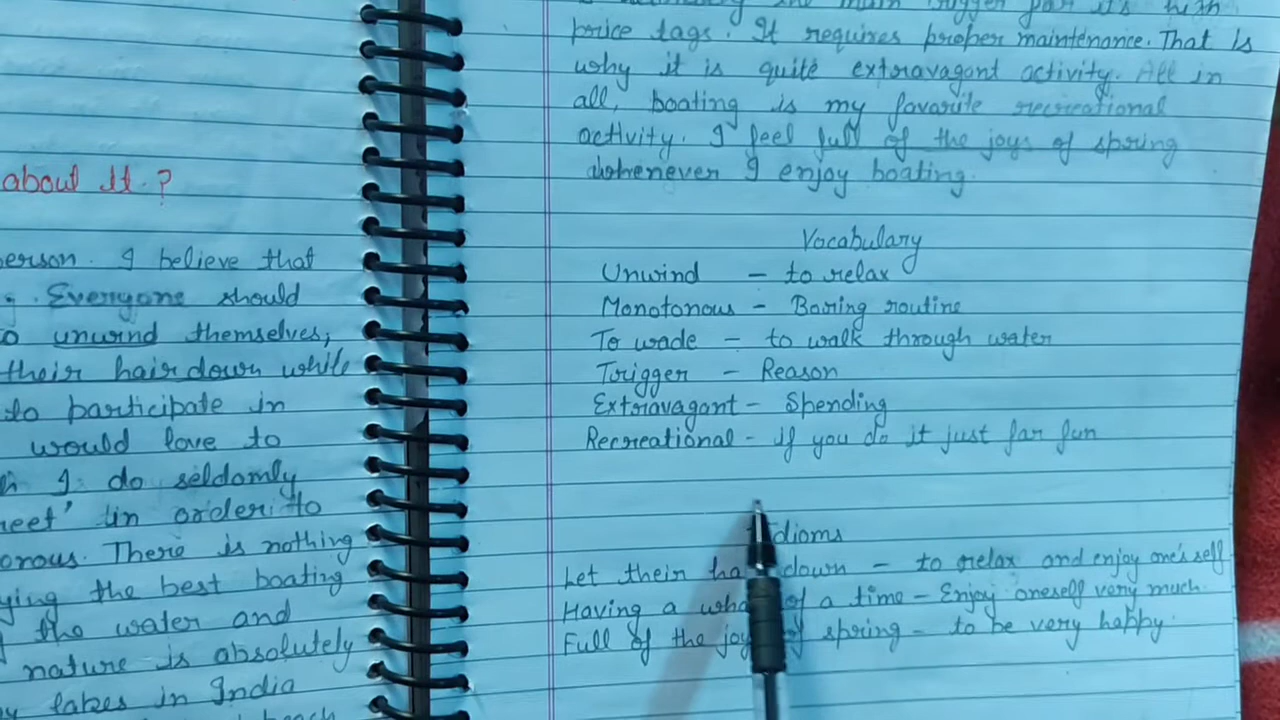 about it.?
person. I believe that
Everyone should
unwind themselves,
their hair down while
to participate in
would love to
I do seldomly
in order to
There is nothing
the best boating
the water and
nature is absolutely
lakes in India
price tags. It requires proper maintenance. That is
why it is quite extravagant activity. All in
all, boating is my favorite recreational
activity. I feel full of the joys of spring
whenever I enjoy boating.
Vocabulary
Unwind - to relax
Monotonous - Boaring routine
To wade - to walk through water
Trigger - Reason
Extravagant - Spending
Recreational - if you do it just for fun
Idioms
Let their down - to relax and enjoy one's self
Having a of a time - Enjoy oneself very much.
Full of the joy of spring - to be very happy.